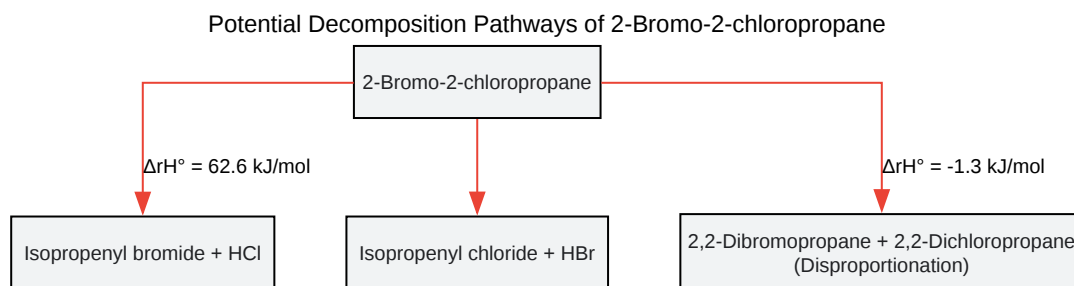 Potential Decomposition Pathways of 2-Bromo-2-chloropropane
2-Bromo-2-chloropropane
ΔrH° = 62.6 kJ/mol
ΔrH° = -1.3 kJ/mol
Isopropenyl bromide + HCl
Isopropenyl chloride + HBr
2,2-Dibromopropane + 2,2-Dichloropropane
(Disproportionation)